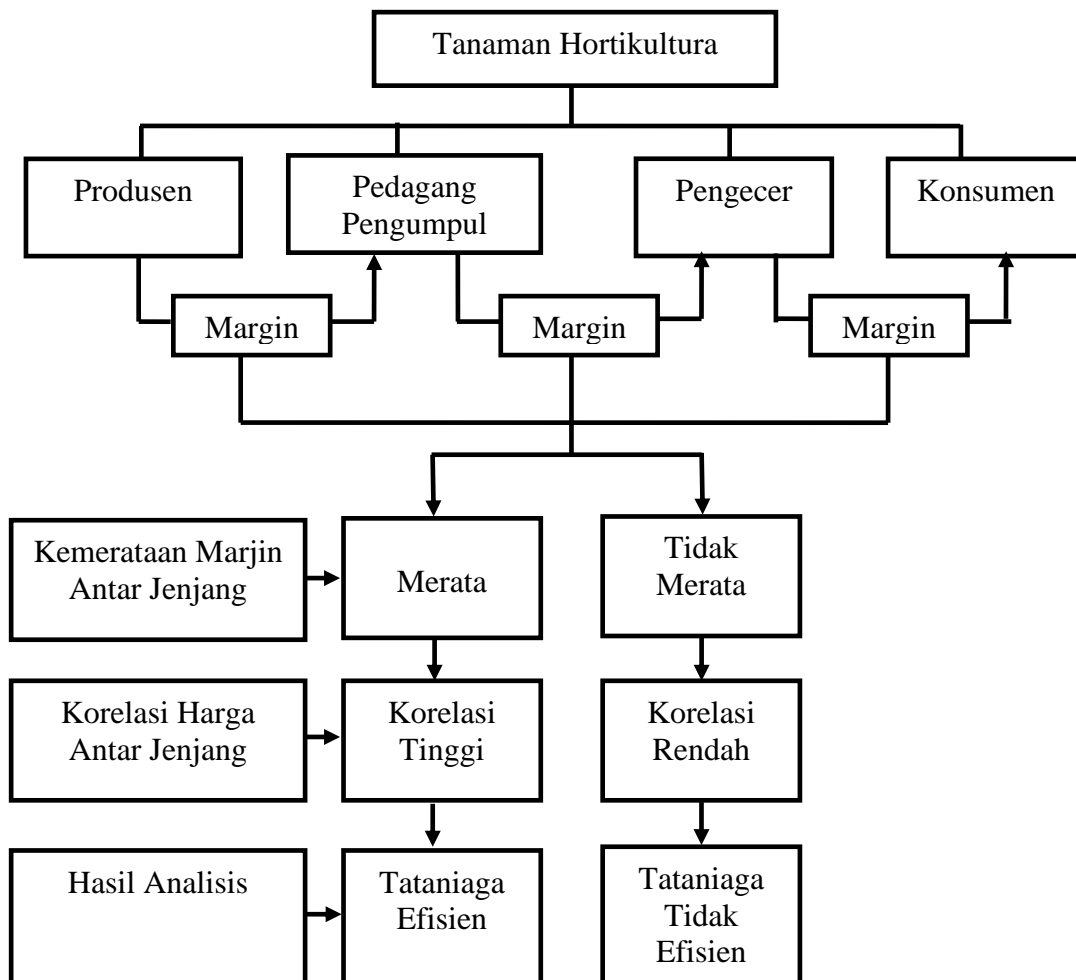 Tanaman Hortikultura
Produsen
Pedagang
Pengumpul
Pengecer
Konsumen
Margin
Margin
Margin
Kemerataan Marjin
Antar Jenjang
Merata
Tidak
Merata
Korelasi Harga
Antar Jenjang
Korelasi
Tinggi
Korelasi
Rendah
Hasil Analisis
Tataniaga
Efisien
Tataniaga
Tidak
Efisien